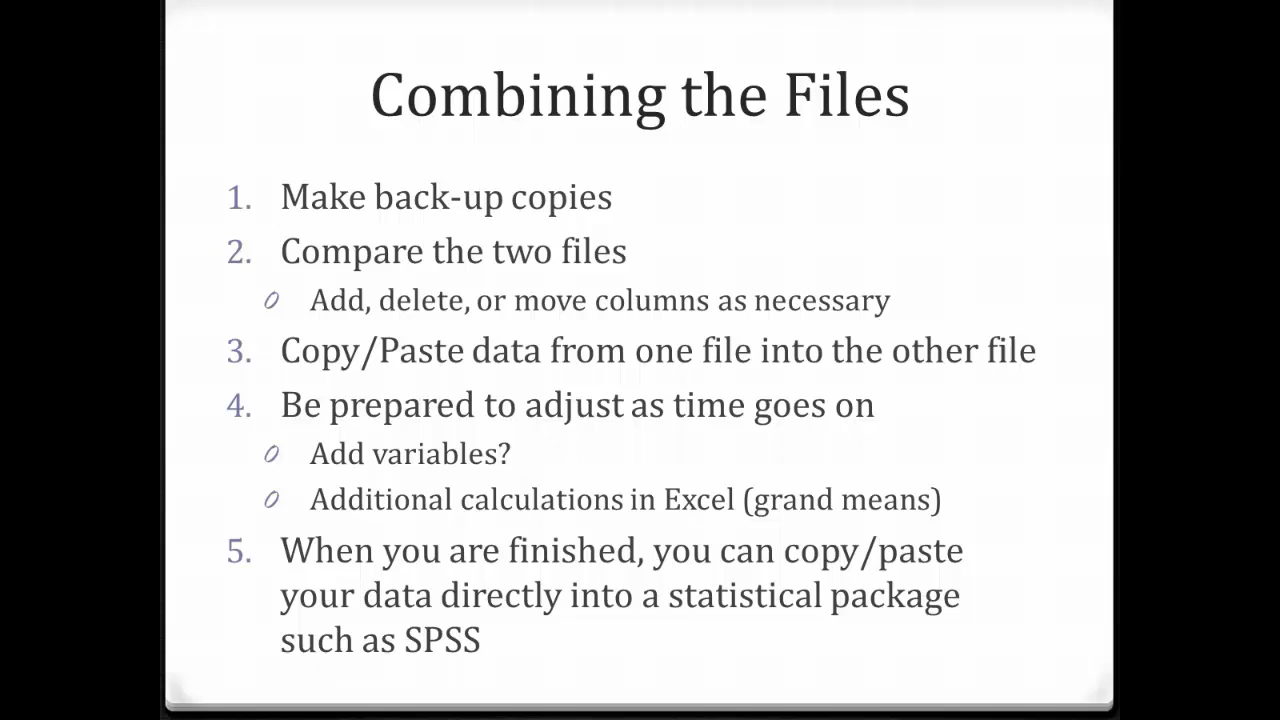 Combining the Files
1. Make back-up copies
2. Compare the two files
Add, delete, or move columns as necessary
3. Copy/Paste data from one file into the other file
4. Be prepared to adjust as time goes on
Add variables?
Additional calculations in Excel (grand means)
5. When you are finished, you can copy/paste
your data directly into a statistical package
such as SPSS